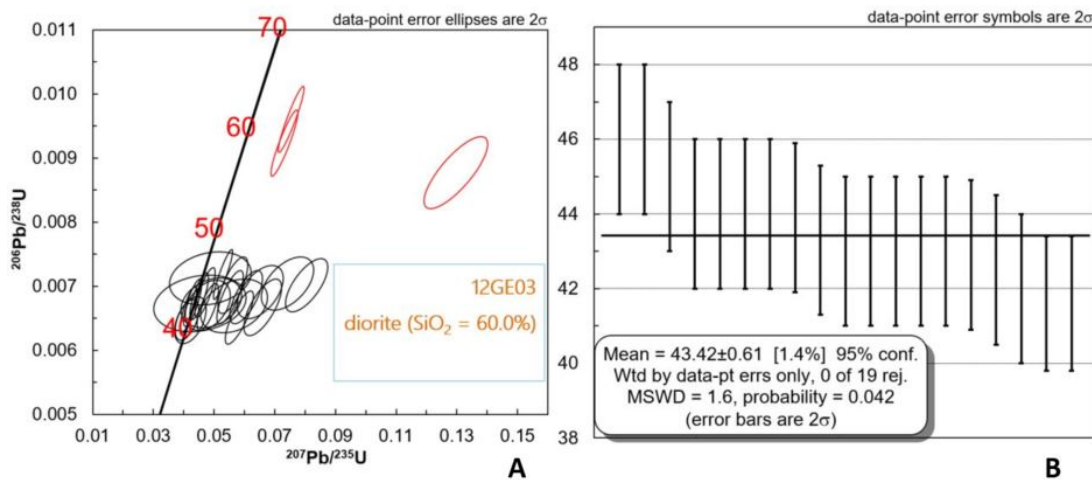 data-point error ellipses are 2σ
0.011
0.010
0.009
0.008
0.007
0.006
0.005
²⁰⁶Pb/²³⁸U
70
60
50
40
12GE03
diorite (SiO₂ = 60.0%)
0.01 0.03 0.05 0.07 0.09 0.11 0.13 0.15
²⁰⁷Pb/²³⁵U
A
data-point error symbols are 2σ
48
46
44
42
40
38
Mean = 43.42±0.61 [1.4%] 95% conf.
Wtd by data-pt errs only, 0 of 19 rej.
MSWD = 1.6, probability = 0.042
(error bars are 2σ)
B